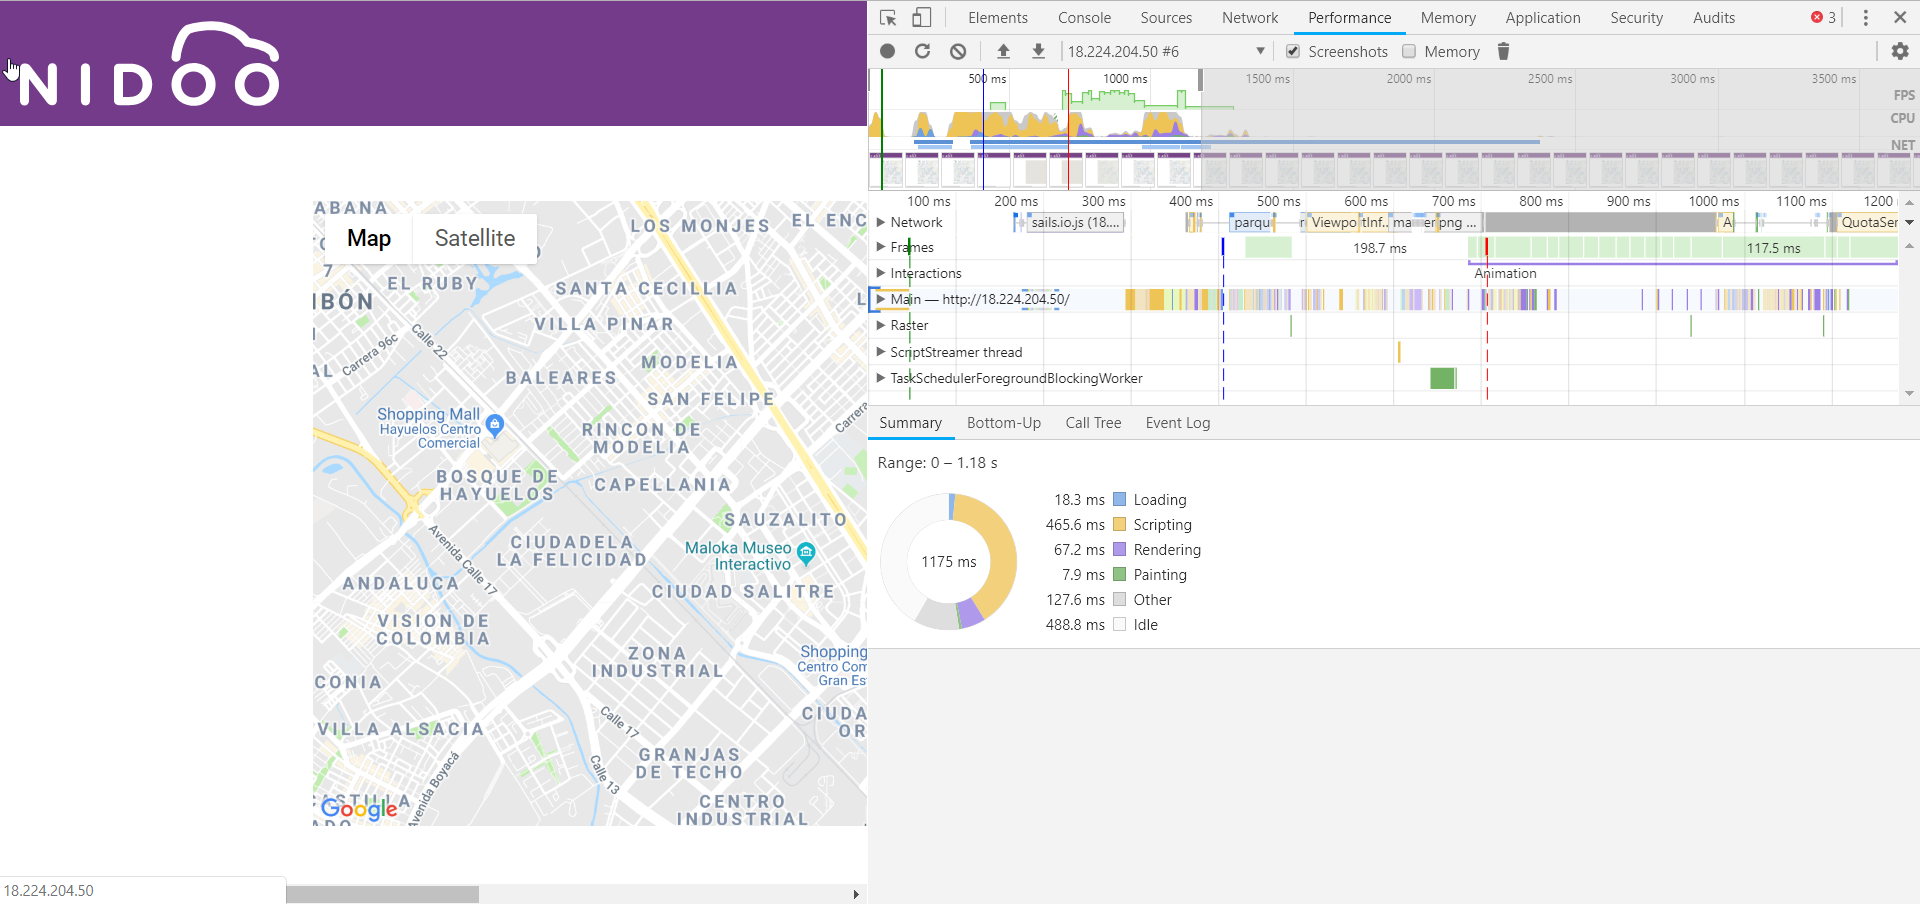 NIDOO
Map
Satellite
ABANA
LOS MONJES
EL ENC
7
EL RUBY
SANTA CECILLIA
IBÓN
VILLA PINAR
Carrera 96c
Calle 22
MODELIA
AL
BALEARES
SAN FELIPE
Shopping Mall
Hayuelos Centro
Comercial
Carrera
RINCON DE
MODELIA
BOSQUE DE
HAYUELOS
CAPELLANIA
SAUZALITO
Avenida Calle 17
CIUDADELA
LA FELICIDAD
Maloka Museo
Interactivo
ANDALUCA
CIUDAD SALITRE
VISION DE
COLOMBIA
ZONA
INDUSTRIAL
Shopping
Centro Com
Gran Es
CONIA
VILLA ALSACIA
Calle 17
CIUDA
OR
GRANJAS
DE TECHO
Calle 13
Avenida Boyacá
CASTILLA
Google
CENTRO
INDUSTRIAL
18.224.204.50
Elements Console Sources Network Performance Memory Application Security Audits 3
18.224.204.50 #6 Screenshots Memory
500 ms 1000 ms 1500 ms 2000 ms 2500 ms 3000 ms 3500 ms
FPS
CPU
NET
100 ms 200 ms 300 ms 400 ms 500 ms 600 ms 700 ms 800 ms 900 ms 1000 ms 1100 ms 1200
Network sails.io.js (18.... parqu r Viewpo tInf.. ma er.png ... A QuotaSer
Frames 198.7 ms 117.5 ms
Interactions Animation
Main — http://18.224.204.50/
Raster
ScriptStreamer thread
TaskSchedulerForegroundBlockingWorker
Summary Bottom-Up Call Tree Event Log
Range: 0 – 1.18 s
1175 ms
18.3 ms Loading
465.6 ms Scripting
67.2 ms Rendering
7.9 ms Painting
127.6 ms Other
488.8 ms Idle